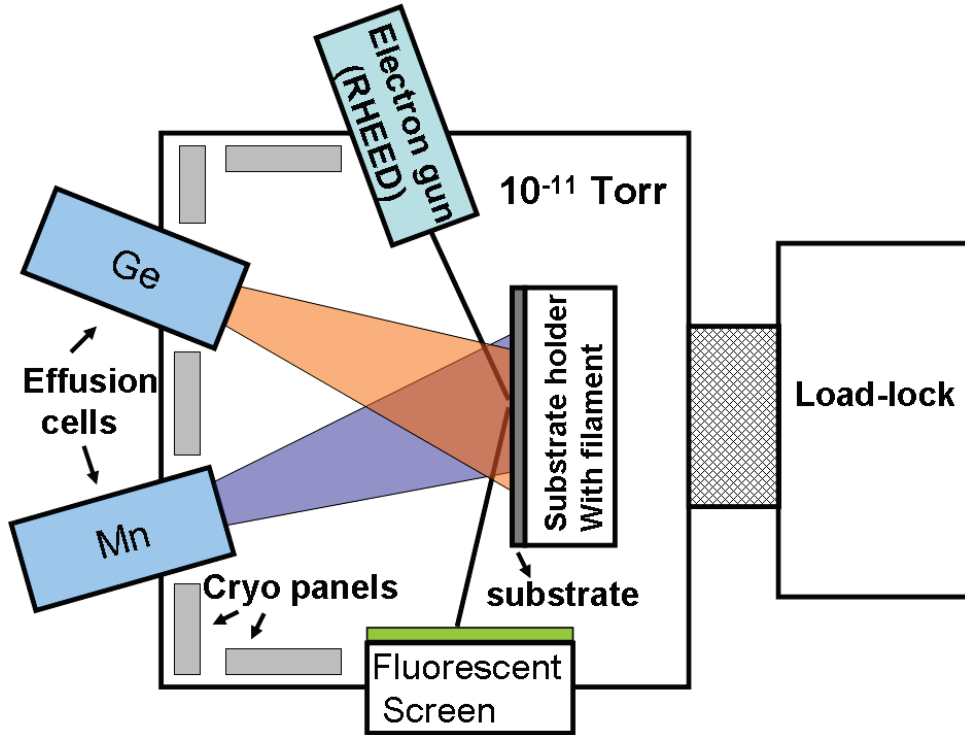 Electron gun
(RHEED)
10⁻¹¹ Torr
Ge
Effusion
cells
Mn
Substrate holder
With filament
Load-lock
Cryo panels
substrate
Fluorescent
Screen